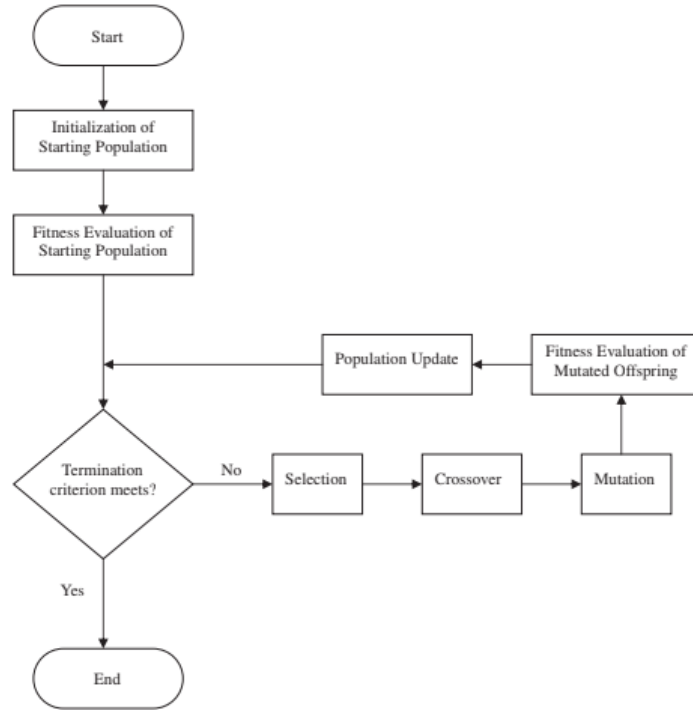 Start
Initialization of
Starting Population
Fitness Evaluation of
Starting Population
Population Update
Fitness Evaluation of
Mutated Offspring
Termination
criterion meets?
No
Selection
Crossover
Mutation
Yes
End